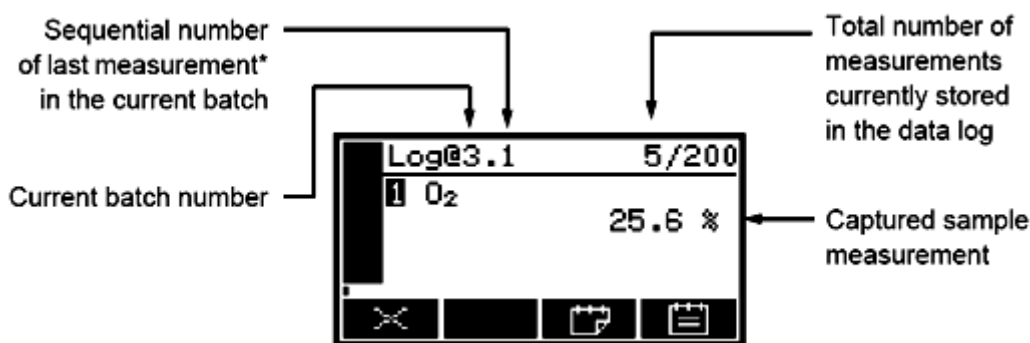 Sequential number
of last measurement*
in the current batch
Current batch number
Total number of
measurements
currently stored
in the data log
Log@3.1 5/200
1 O₂
25.6 %
Captured sample
measurement